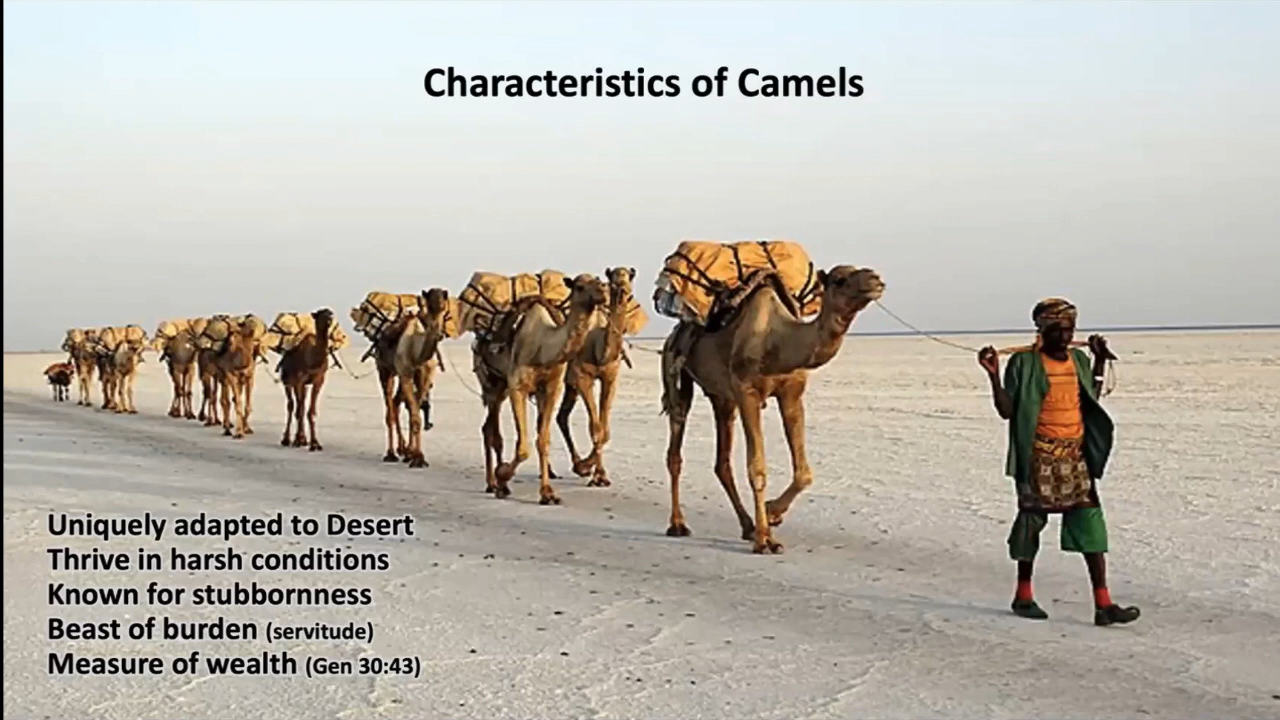 Characteristics of Camels
Uniquely adapted to Desert
Thrive in harsh conditions
Known for stubbornness
Beast of burden (servitude)
Measure of wealth (Gen 30:43)